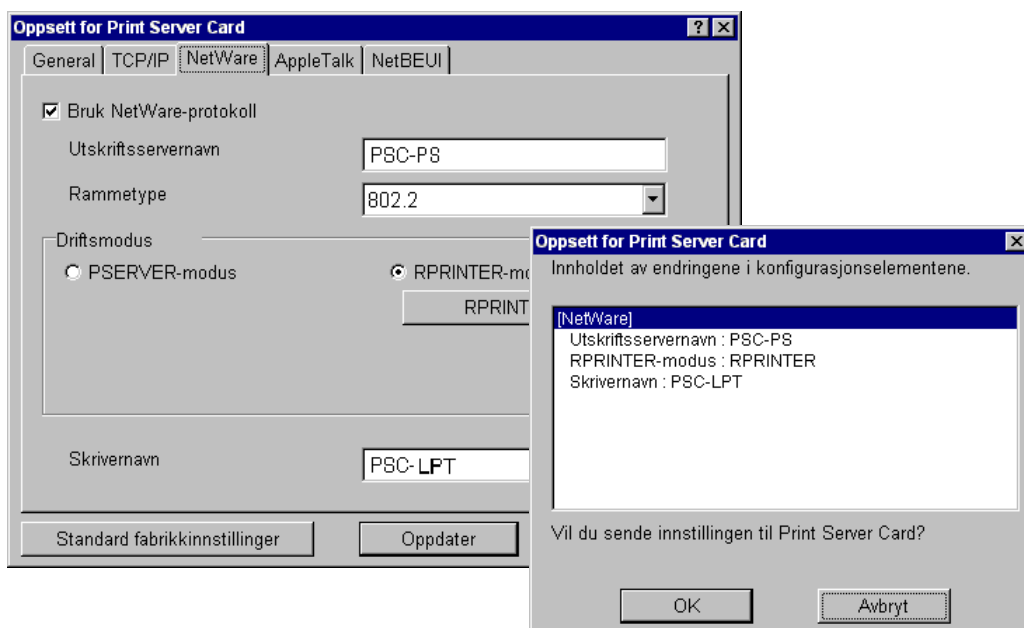 Oppsett for Print Server Card
General TCP/IP NetWare AppleTalk NetBEUI
Bruk NetWare-protokoll
Utskriftsservernavn PSC-PS
Rammetype 802.2
Driftsmodus
PSERVER-modus RPRINTER-mo
RPRINT
Skrivernavn PSC-LPT
Standard fabrikkinnstillinger Oppdater
Oppsett for Print Server Card
Innholdet av endringene i konfigurasjonselementene.
[NetWare]
Utskriftsservernavn : PSC-PS
RPRINTER-modus : RPRINTER
Skrivernavn : PSC-LPT
Vil du sende innstillingen til Print Server Card?
OK Avbryt